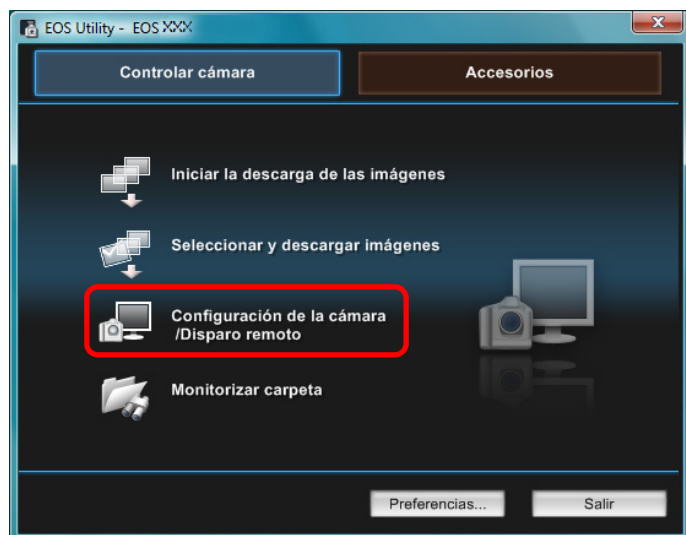 EOS Utility - EOS XXX
Controlar cámara
Accesorios
Iniciar la descarga de las imágenes
Seleccionar y descargar imágenes
Configuración de la cámara
/Disparo remoto
Monitorizar carpeta
Preferencias...
Salir